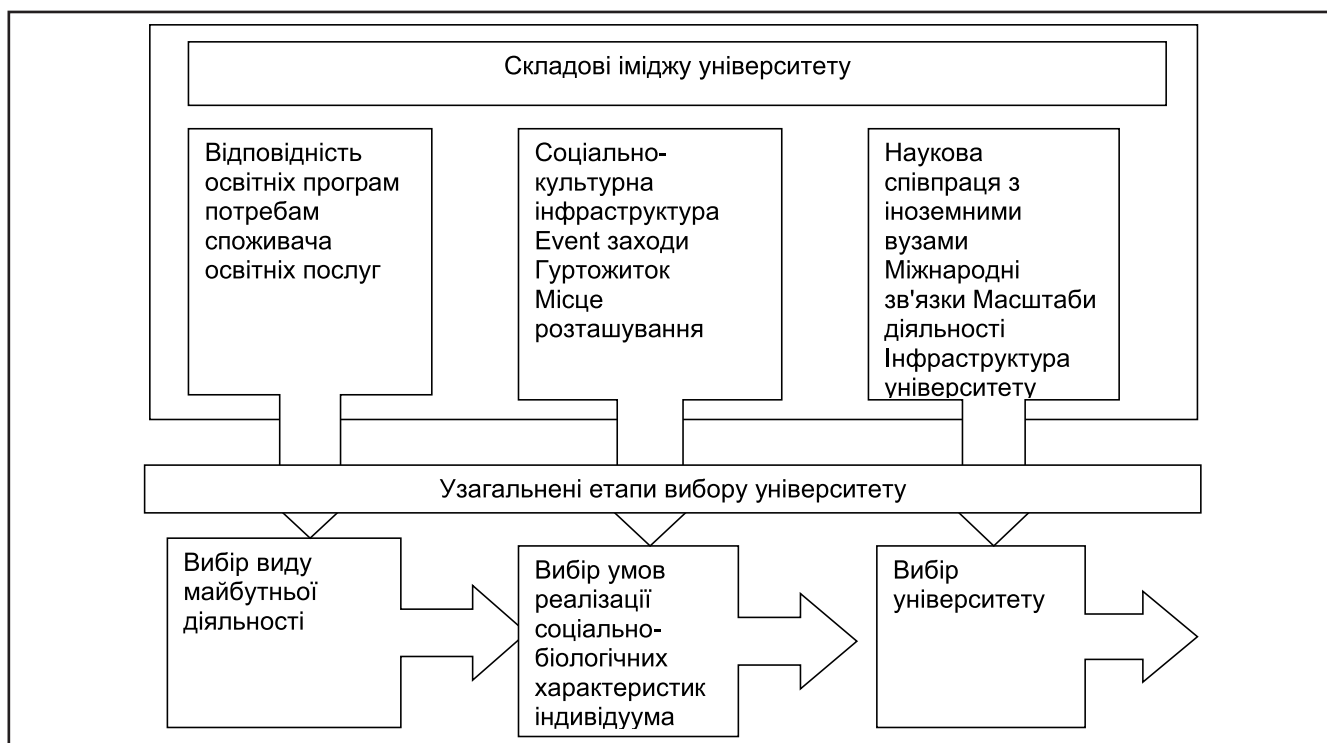 Складові іміджу університету
Відповідність
освітніх програм
потребам
споживача
освітніх послуг
Соціально-
культурна
інфраструктура
Event заходи
Гуртожиток
Місце
розташування
Наукова
співпраця з
іноземними
вузами
Міжнародні
зв'язки Масштаби
діяльності
Інфраструктура
університету
Узагальнені етапи вибору університету
Вибір виду
майбутньої
діяльності
Вибір умов
реалізації
соціально-
біологічних
характеристик
індивідуума
Вибір
університету